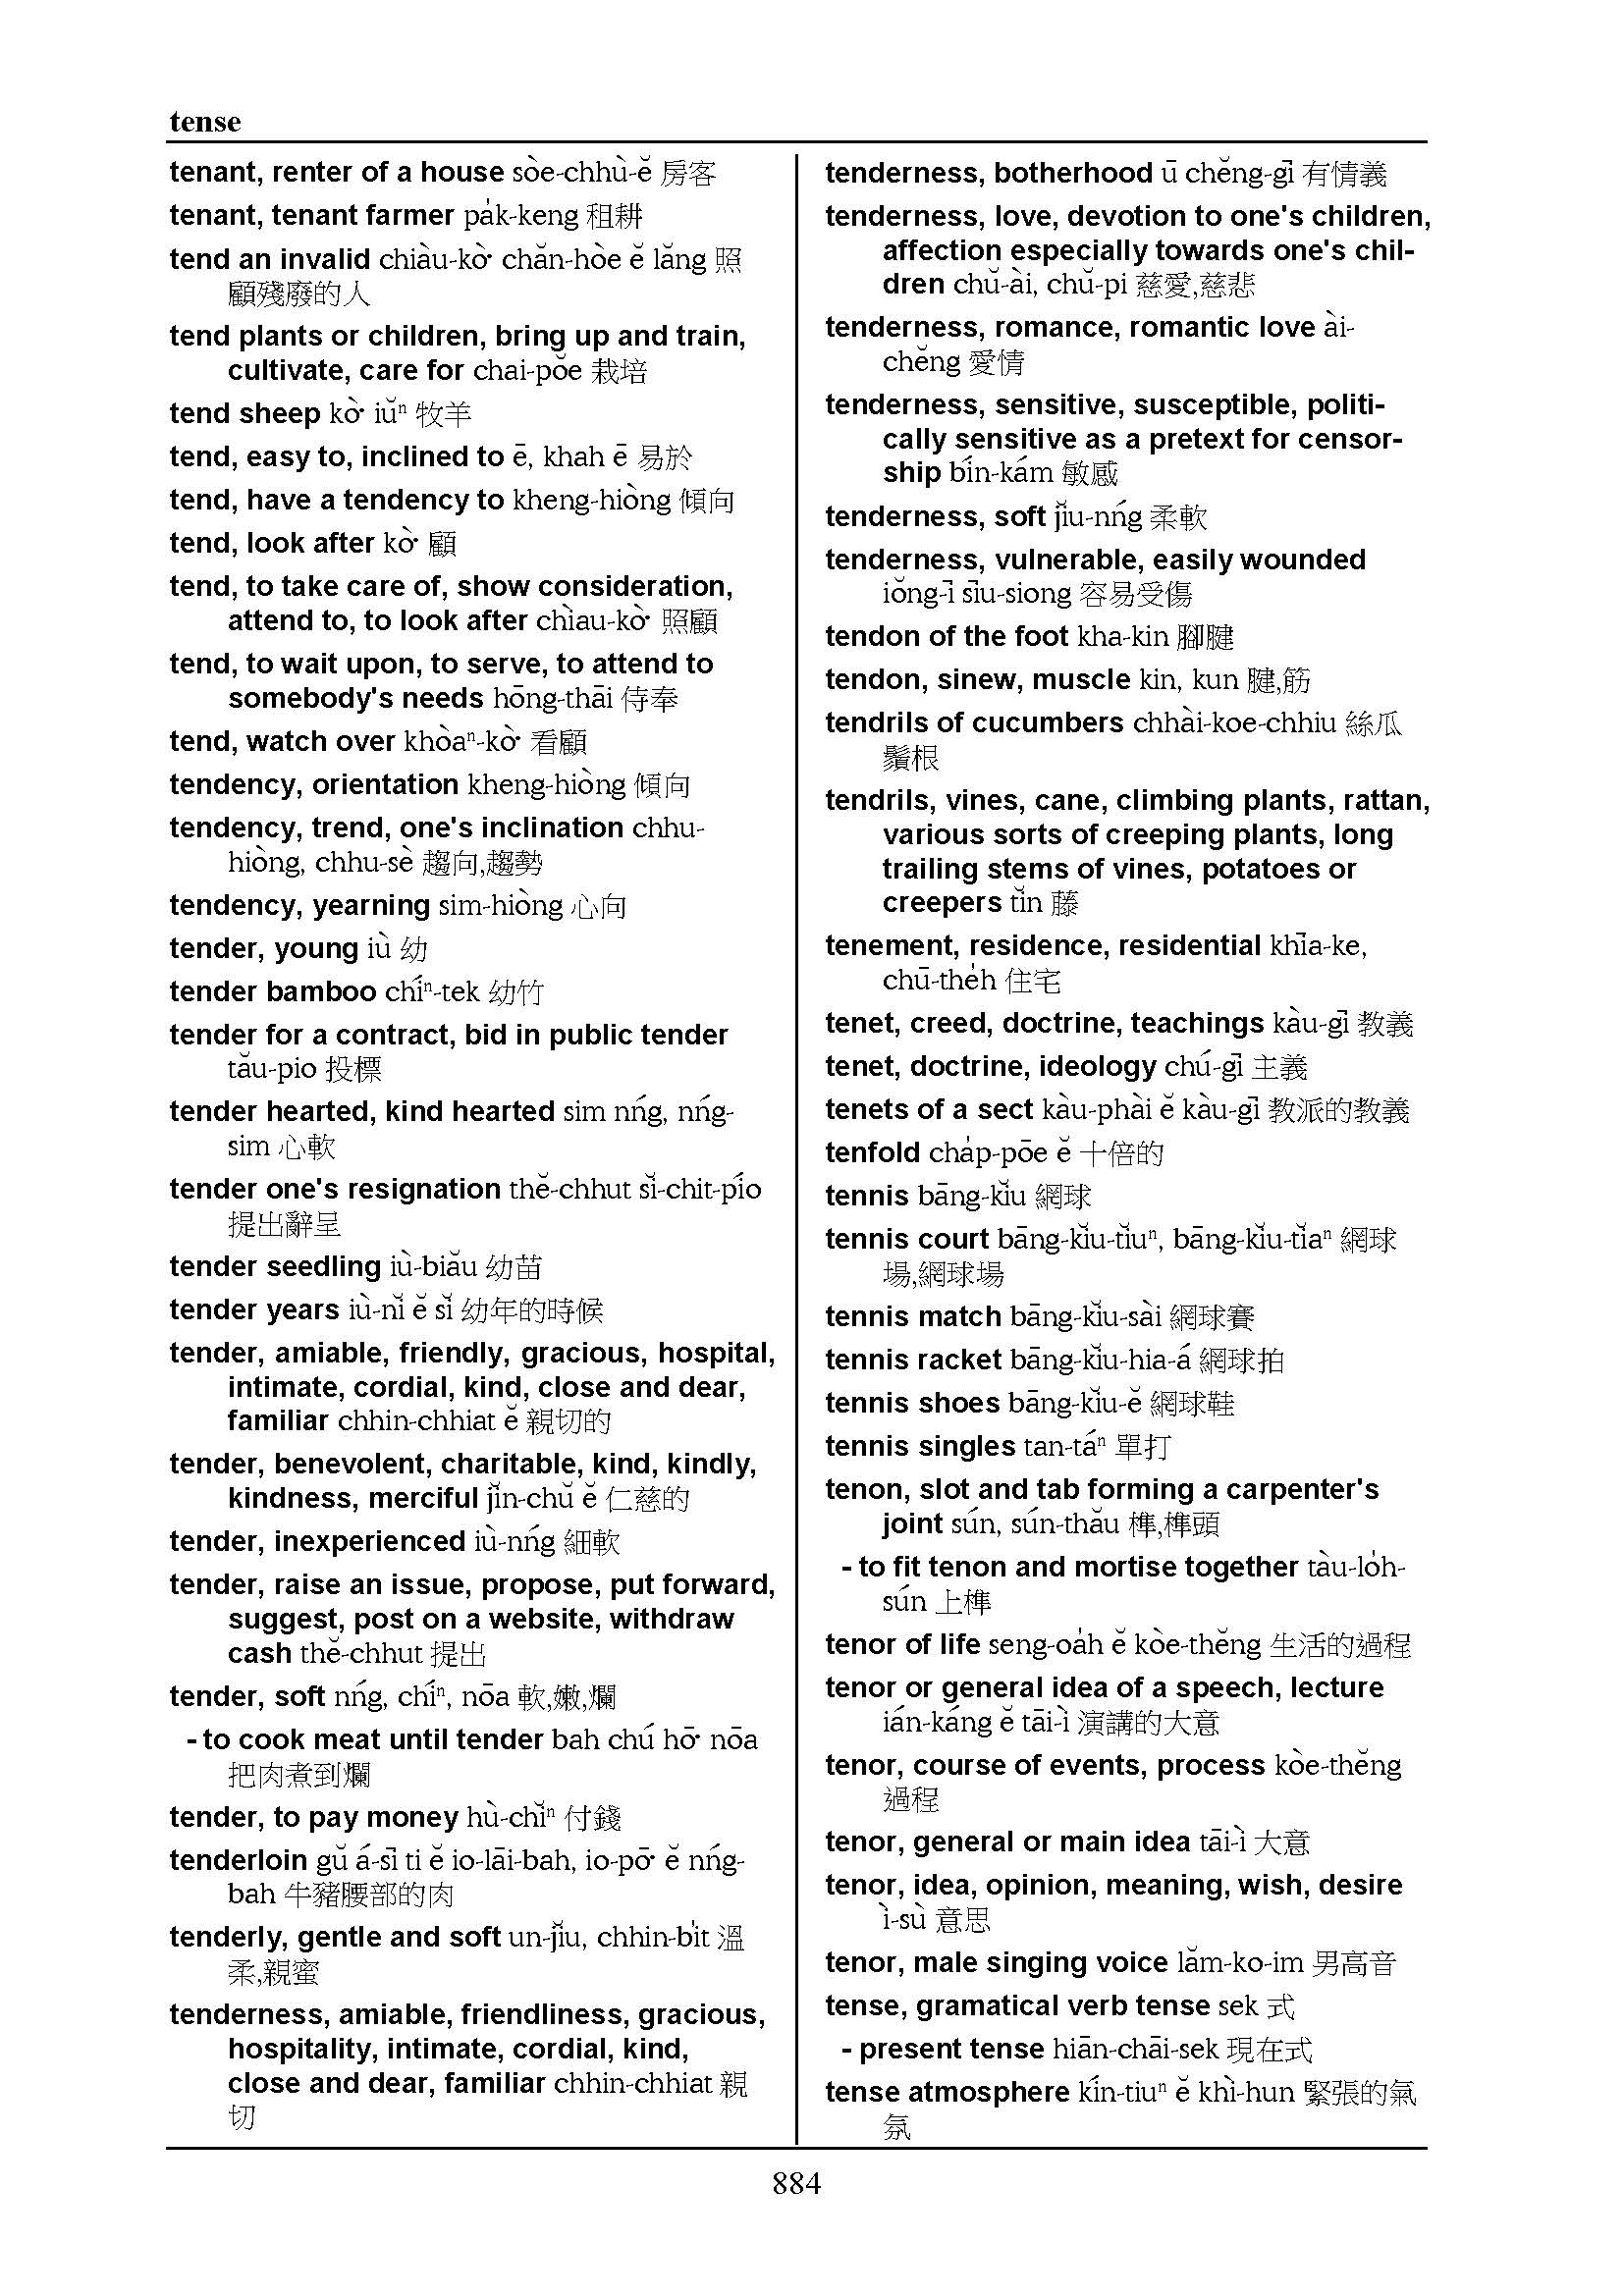 tense
tenant, renter of a house sòe-chhù-ĕ 房客
tenant, tenant farmer pa̍k-keng 租耕
tend an invalid chiàu-kò͘ chăn-hòe ĕ lăng 照
顧殘廢的人
tend plants or children, bring up and train,
cultivate, care for chai-pŏe 栽培
tend sheep kò͘ iŭⁿ 牧羊
tend, easy to, inclined to ē, khah ē 易於
tend, have a tendency to kheng-hiòng 傾向
tend, look after kò͘ 顧
tend, to take care of, show consideration,
attend to, to look after chìau-kò͘ 照顧
tend, to wait upon, to serve, to attend to
somebody's needs hōng-thāi 侍奉
tend, watch over khòaⁿ-kò͘ 看顧
tendency, orientation kheng-hiòng 傾向
tendency, trend, one's inclination chhu-
hiòng, chhu-sè 趨向,趨勢
tendency, yearning sim-hiòng 心向
tender, young iù 幼
tender bamboo chíⁿ-tek 幼竹
tender for a contract, bid in public tender
tău-pio 投標
tender hearted, kind hearted sim nńg, nńg-
sim 心軟
tender one's resignation thĕ-chhut sĭ-chit-pío
提出辭呈
tender seedling iù-biău 幼苗
tender years iù-nĭ ĕ sĭ 幼年的時候
tender, amiable, friendly, gracious, hospital,
intimate, cordial, kind, close and dear,
familiar chhin-chhiat ĕ 親切的
tender, benevolent, charitable, kind, kindly,
kindness, merciful jĭn-chŭ ĕ 仁慈的
tender, inexperienced iù-nńg 細軟
tender, raise an issue, propose, put forward,
suggest, post on a website, withdraw
cash thĕ-chhut 提出
tender, soft nńg, chíⁿ, nōa 軟,嫩,爛
- to cook meat until tender bah chú hō͘ nōa
把肉煮到爛
tender, to pay money hù-chĭⁿ 付錢
tenderloin gŭ á-sī ti ĕ io-lāi-bah, io-pō͘ ĕ nńg-
bah 牛豬腰部的肉
tenderly, gentle and soft un-jĭu, chhin-bi̍t 溫
柔,親蜜
tenderness, amiable, friendliness, gracious,
hospitality, intimate, cordial, kind,
close and dear, familiar chhin-chhiat 親
切
tenderness, botherhood ū chĕng-gī 有情義
tenderness, love, devotion to one's children,
affection especially towards one's chil-
dren chŭ-ài, chŭ-pi 慈愛,慈悲
tenderness, romance, romantic love ài-
chĕng 愛情
tenderness, sensitive, susceptible, politi-
cally sensitive as a pretext for censor-
ship bín-kám 敏感
tenderness, soft jĭu-nńg 柔軟
tenderness, vulnerable, easily wounded
iŏng-ī sīu-siong 容易受傷
tendon of the foot kha-kin 腳腱
tendon, sinew, muscle kin, kun 腱,筋
tendrils of cucumbers chhài-koe-chhiu 絲瓜
鬚根
tendrils, vines, cane, climbing plants, rattan,
various sorts of creeping plants, long
trailing stems of vines, potatoes or
creepers tĭn 藤
tenement, residence, residential khīa-ke,
chū-the̍h 住宅
tenet, creed, doctrine, teachings kàu-gī 教義
tenet, doctrine, ideology chú-gī 主義
tenets of a sect kàu-phài ĕ kàu-gī 教派的教義
tenfold cha̍p-pōe ĕ 十倍的
tennis bāng-kĭu 網球
tennis court bāng-kĭu-tĭuⁿ, bāng-kĭu-tĭaⁿ 網球
場,網球場
tennis match bāng-kĭu-sài 網球賽
tennis racket bāng-kĭu-hia-á 網球拍
tennis shoes bāng-kĭu-ĕ 網球鞋
tennis singles tan-táⁿ 單打
tenon, slot and tab forming a carpenter's
joint sún, sún-thău 榫,榫頭
- to fit tenon and mortise together tàu-lo̍h-
sún 上榫
tenor of life seng-oa̍h ĕ kòe-thĕng 生活的過程
tenor or general idea of a speech, lecture
ián-káng ĕ tāi-ì 演講的大意
tenor, course of events, process kòe-thĕng
過程
tenor, general or main idea tāi-ì 大意
tenor, idea, opinion, meaning, wish, desire
ì-sù 意思
tenor, male singing voice lăm-ko-im 男高音
tense, gramatical verb tense sek 式
- present tense hiān-chāi-sek 現在式
tense atmosphere kín-tiuⁿ ĕ khì-hun 緊張的氣
氛
884